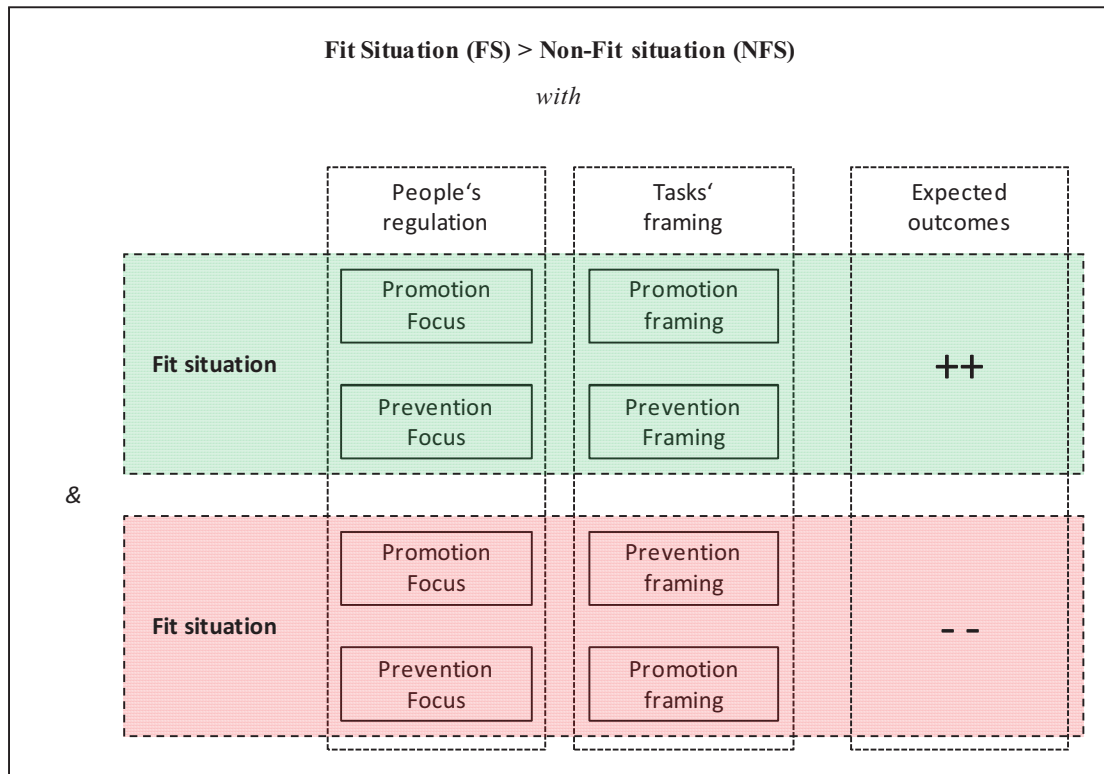 Fit Situation (FS) > Non-Fit situation (NFS)
with
People‘s
regulation
Tasks‘
framing
Expected
outcomes
Fit situation
Promotion
Focus
Promotion
framing
Prevention
Focus
Prevention
Framing
++
&
Fit situation
Promotion
Focus
Prevention
framing
Prevention
Focus
Promotion
framing
- -